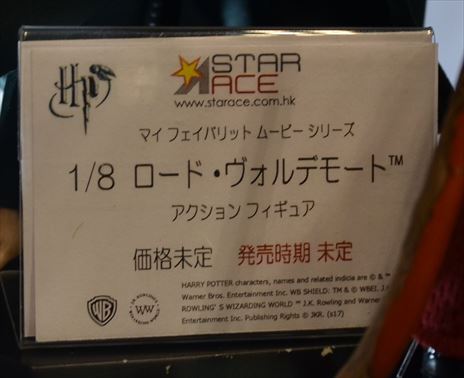 HP
STAR
ACE
www.starace.com.hk
マイ フェイバリット ムービー シリーズ
1/8 ロード・ヴォルデモート™
アクション フィギュア
価格未定 発売時期 未定
HARRY POTTER characters, names and related indicia are © & ™
Warner Bros. Entertainment Inc. WB SHIELD: TM & © WBEI. J.
ROWLING'S WIZARDING WORLD ™ J.K. Rowling and Warner
Entertainment Inc. Publishing Rights © JKR. (s17)
WB
WW